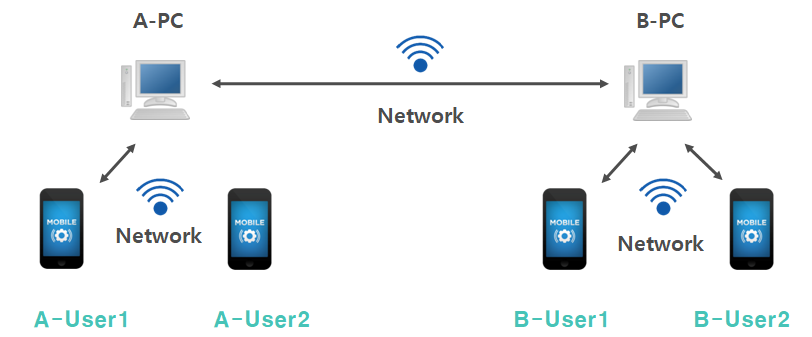 A-PC
B-PC
Network
MOBILE
Network
MOBILE
MOBILE
Network
MOBILE
A-User1
A-User2
B-User1
B-User2